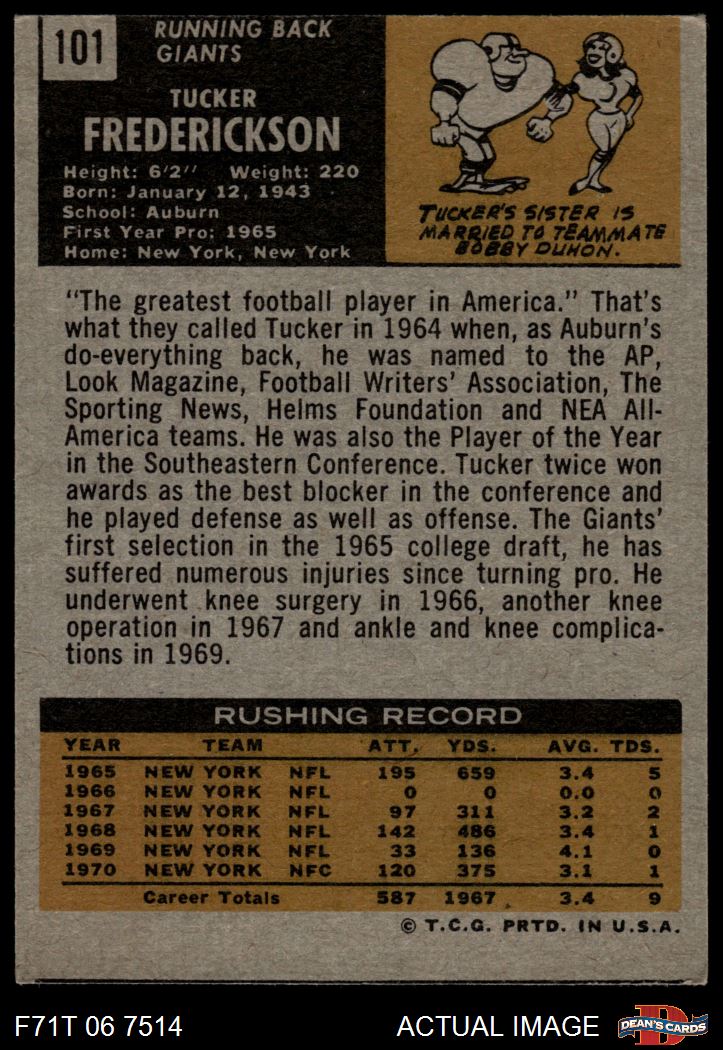 101
RUNNING BACK
GIANTS
TUCKER
FREDERICKSON
Height: 6'2" Weight: 220
Born: January 12, 1943
School: Auburn
First Year Pro: 1965
Home: New York, New York
TUCKER'S SISTER IS
MARRIED TO TEAMMATE
BOBBY DUHON.
"The greatest football player in America." That's
what they called Tucker in 1964 when, as Auburn's
do-everything back, he was named to the AP,
Look Magazine, Football Writers' Association, The
Sporting News, Helms Foundation and NEA All-
America teams. He was also the Player of the Year
in the Southeastern Conference. Tucker twice won
awards as the best blocker in the conference and
he played defense as well as offense. The Giants'
first selection in the 1965 college draft, he has
suffered numerous injuries since turning pro. He
underwent knee surgery in 1966, another knee
operation in 1967 and ankle and knee complica-
tions in 1969.
RUSHING RECORD
YEAR TEAM ATT. YDS. AVG. TDS.
1965 NEW YORK NFL 195 659 3.4 5
1966 NEW YORK NFL 0 0 0.0 0
1967 NEW YORK NFL 97 311 3.2 2
1968 NEW YORK NFL 142 486 3.4 1
1969 NEW YORK NFL 33 136 4.1 0
1970 NEW YORK NFC 120 375 3.1 1
Career Totals 587 1967 3.4 9
© T.C.G. PRTD. IN U.S.A.
F71T 06 7514 ACTUAL IMAGE
D
DEAN'S CARDS